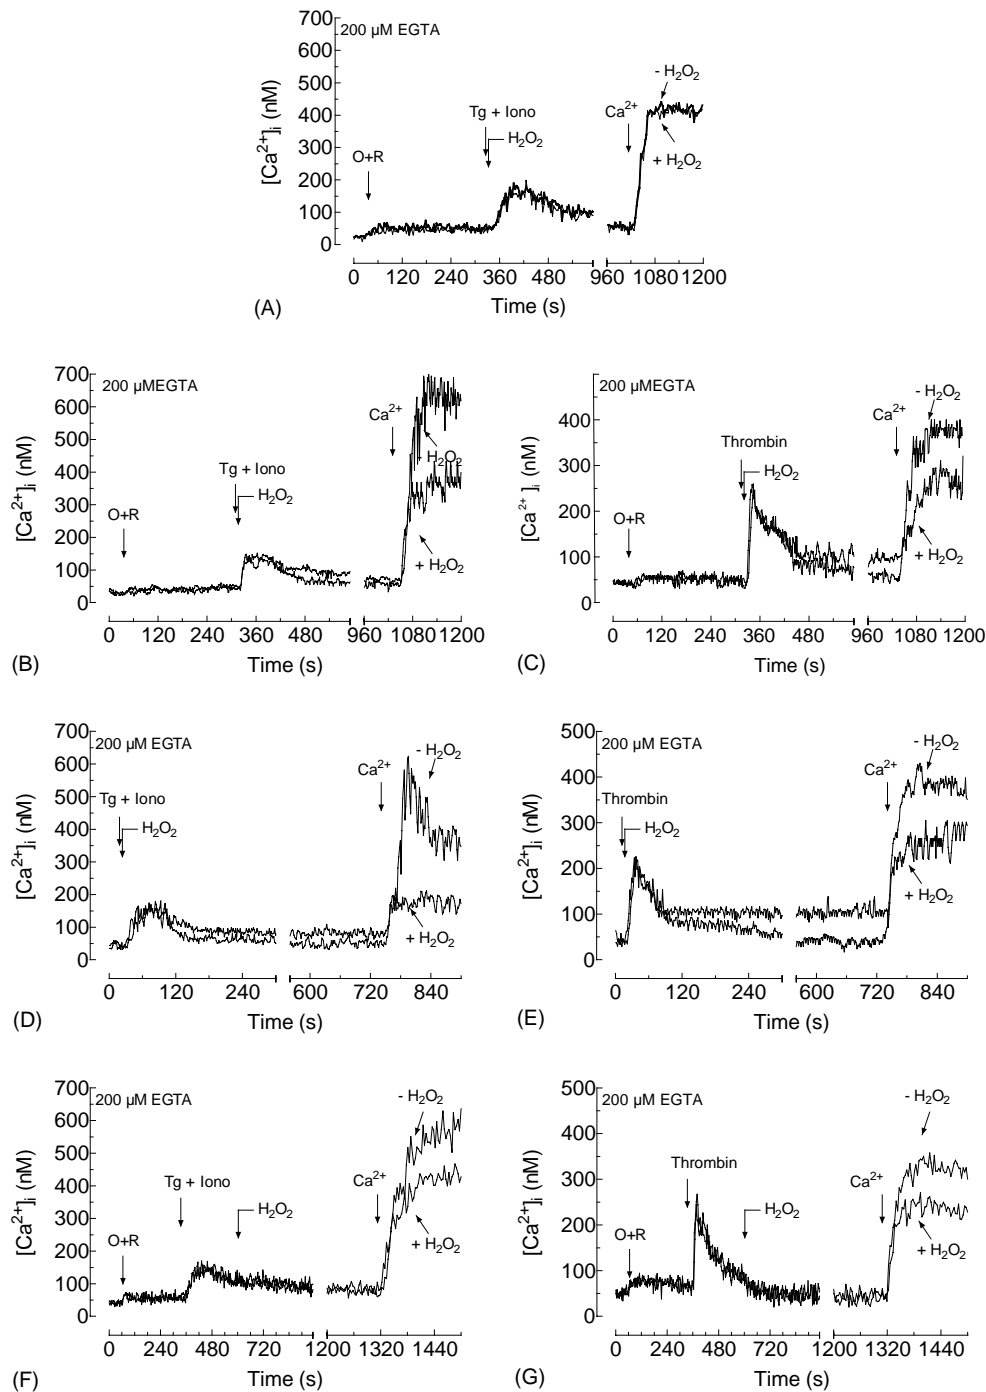 700
200 µM EGTA
600
- H2O2
500
Tg + Iono
Ca2+
400
H2O2
300
O+R
+ H2O2
200
100
0
[Ca2+]i (nM)
0 120 240 360 480 960 1080 1200
(A)
Time (s)
700
200 µMEGTA
600
Ca2+
500
H2O2
400
Tg + Iono
H2O2
300
O+R
200
+ H2O2
100
0
[Ca2+]i (nM)
0 120 240 360 480 960 1080 1200
(B)
Time (s)
200 µMEGTA
- H2O2
400
Ca2+
Thrombin
300
H2O2
200
O+R
100
+ H2O2
0
[Ca2+]i (nM)
0 120 240 360 480 960 1080 1200
(C)
Time (s)
700
200 µM EGTA
- H2O2
600
Ca2+
500
Tg + Iono
400
H2O2
300
200
100
+ H2O2
0
[Ca2+]i (nM)
0 120 240 600 720 840
(D)
Time (s)
500
200 µM EGTA
- H2O2
400
Ca2+
Thrombin
300
H2O2
200
+ H2O2
100
0
[Ca2+]i (nM)
0 120 240 600 720 840
(E)
Time (s)
700
200 µM EGTA
- H2O2
600
500
Tg + Iono
Ca2+
400
H2O2
300
O+R
+ H2O2
200
100
0
[Ca2+]i (nM)
0 240 480 720 1200 1320 1440
(F)
Time (s)
500
200 µM EGTA
- H2O2
400
Thrombin
300
Ca2+
H2O2
200
O+R
+ H2O2
100
0
[Ca2+]i (nM)
0 240 480 720 1200 1320 1440
(G)
Time (s)